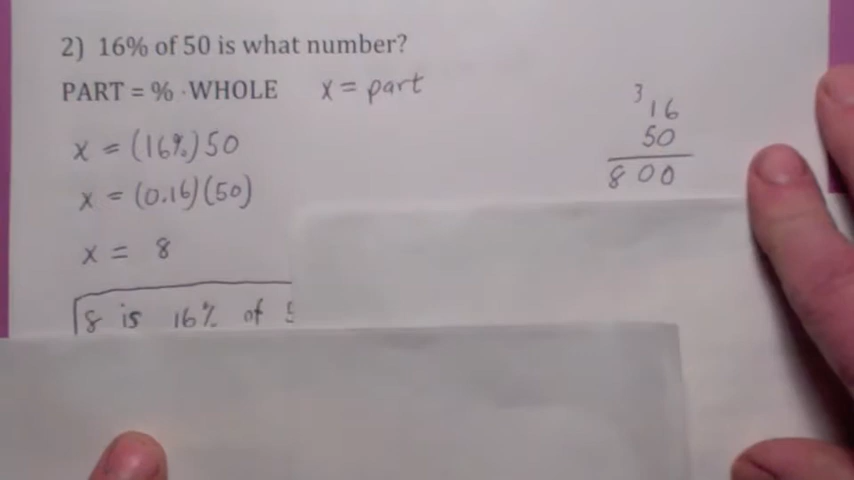 2) 16% of 50 is what number?
PART = % · WHOLE x = part
x = (16%) 50
x = (0.16)(50)
x = 8
8 is 16% of
3
16
50
800